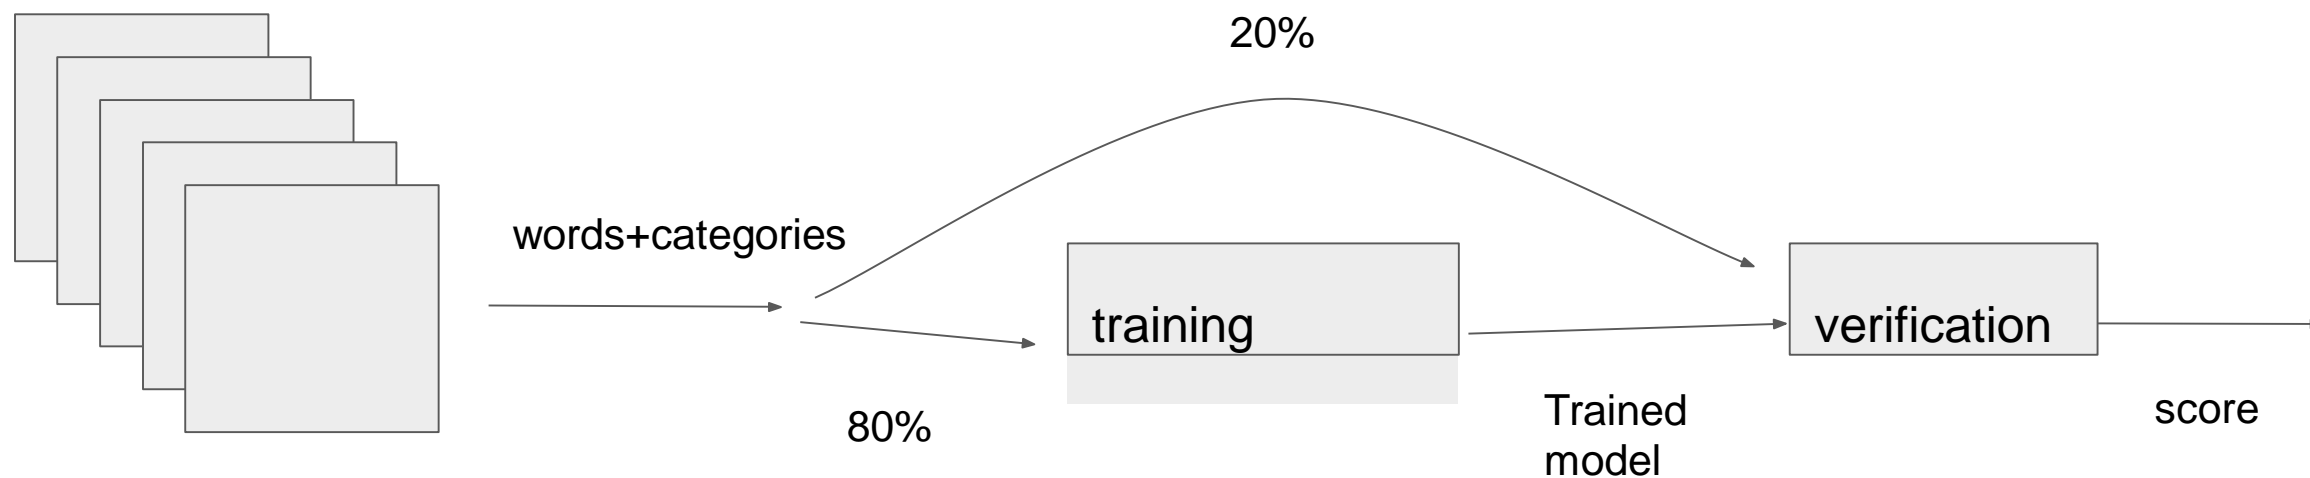 20%
words+categories
training
verification
80%
Trained
model
score